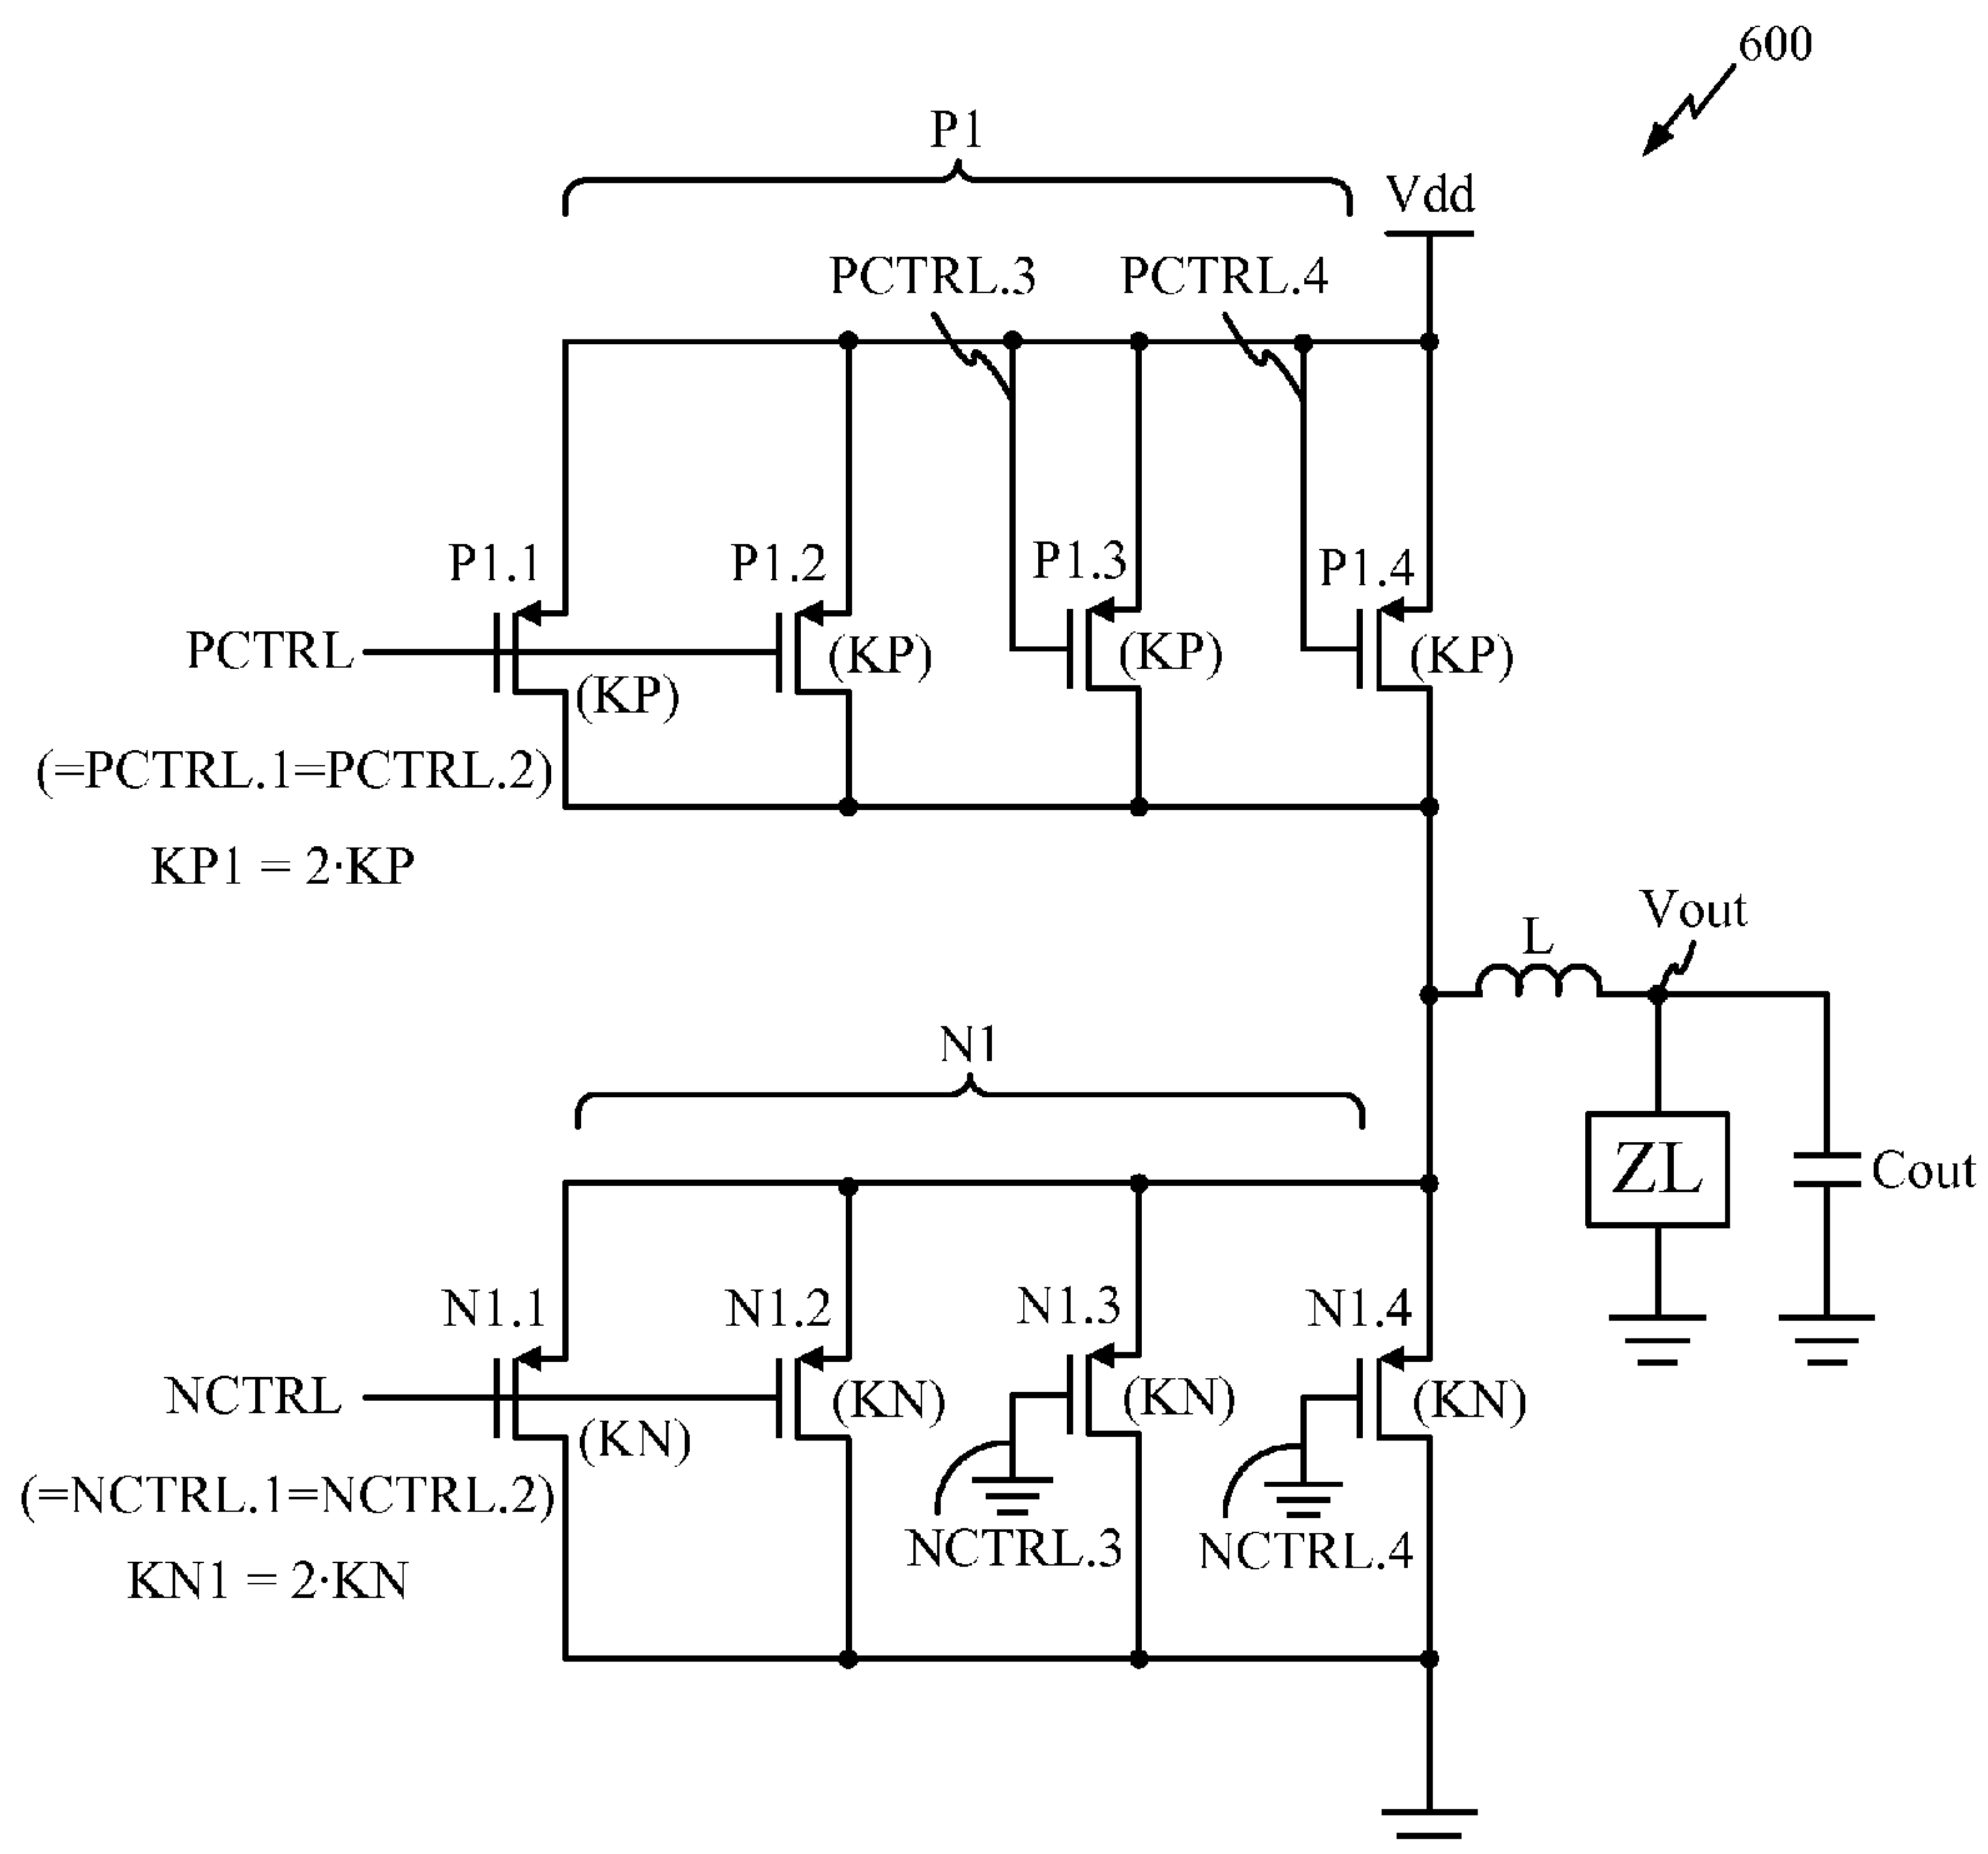 600
P1
Vdd
PCTRL.3
PCTRL.4
P1.1
P1.2
P1.3
P1.4
PCTRL
(KP)
(KP)
(KP)
(KP)
(=PCTRL.1=PCTRL.2)
KP1 = 2·KP
L
Vout
N1
ZL
Cout
N1.1
N1.2
N1.3
N1.4
NCTRL
(KN)
(KN)
(KN)
(KN)
(=NCTRL.1=NCTRL.2)
NCTRL.3
NCTRL.4
KN1 = 2·KN